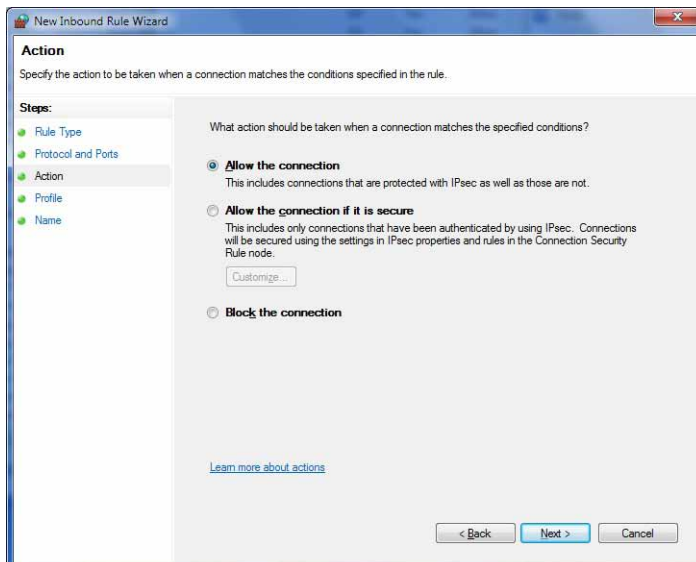 New Inbound Rule Wizard
Action
Specify the action to be taken when a connection matches the conditions specified in the rule.
Steps:
Rule Type
Protocol and Ports
Action
Profile
Name
What action should be taken when a connection matches the specified conditions?
Allow the connection
This includes connections that are protected with IPsec as well as those are not.
Allow the connection if it is secure
This includes only connections that have been authenticated by using IPsec. Connections
will be secured using the settings in IPsec properties and rules in the Connection Security
Rule node.
Customize...
Block the connection
Learn more about actions
< Back
Next >
Cancel